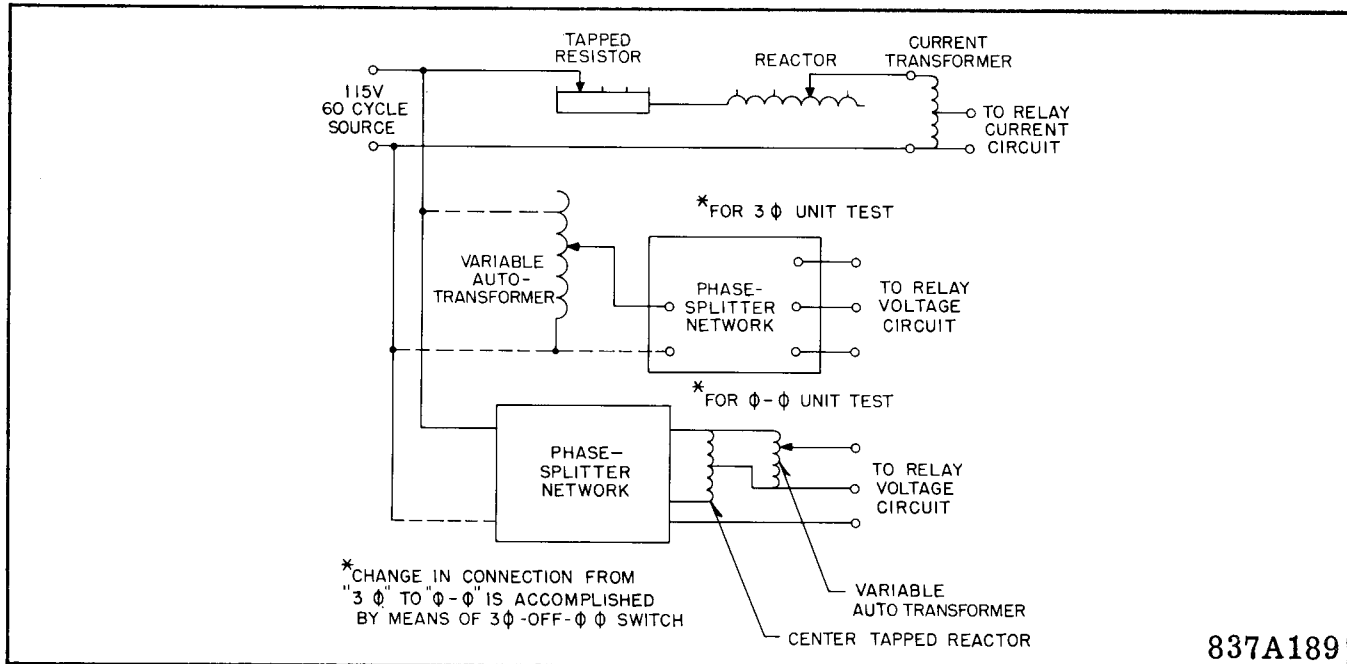 TAPPED
RESISTOR
REACTOR
CURRENT
TRANSFORMER
115V
60 CYCLE
SOURCE
TO RELAY
CURRENT
CIRCUIT
*FOR 3 ϕ UNIT TEST
VARIABLE
AUTO-
TRANSFORMER
PHASE-
SPLITTER
NETWORK
TO RELAY
VOLTAGE
CIRCUIT
*FOR ϕ-ϕ UNIT TEST
PHASE-
SPLITTER
NETWORK
TO RELAY
VOLTAGE
CIRCUIT
*CHANGE IN CONNECTION FROM
"3 ϕ" TO "ϕ-ϕ" IS ACCOMPLISHED
BY MEANS OF 3ϕ-OFF-ϕ ϕ SWITCH
VARIABLE
AUTO TRANSFORMER
CENTER TAPPED REACTOR
837A189